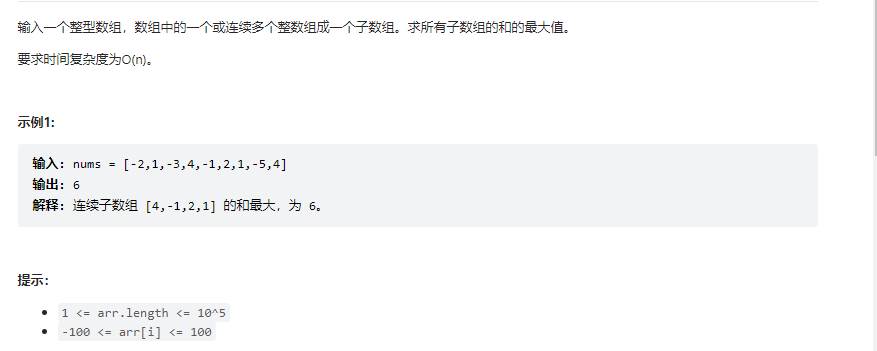 输入一个整型数组，数组中的一个或连续多个整数组成一个子数组。求所有子数组的和的最大值。
要求时间复杂度为O(n)。
示例1:
输入: nums = [-2,1,-3,4,-1,2,1,-5,4]
输出: 6
解释: 连续子数组 [4,-1,2,1] 的和最大，为 6。
提示：
1 <= arr.length <= 10^5
-100 <= arr[i] <= 100